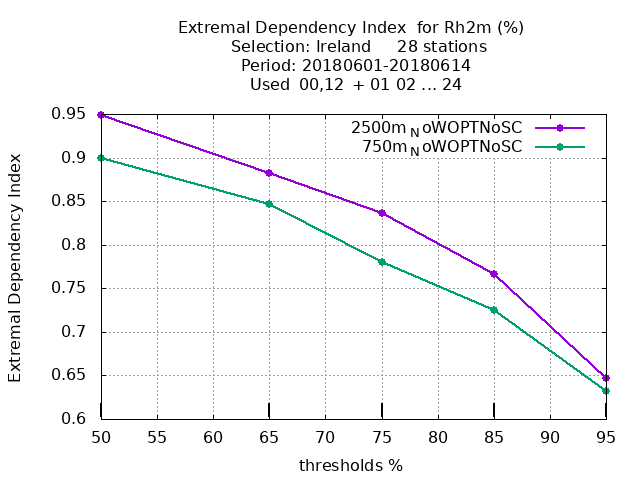 Extremal Dependency Index for Rh2m (%)
Selection: Ireland 28 stations
Period: 20180601-20180614
Used 00,12 + 01 02 ... 24
2500m_NoWOPTNoSC
750m_NoWOPTNoSC
Extremal Dependency Index
0.95
0.9
0.85
0.8
0.75
0.7
0.65
0.6
50 55 60 65 70 75 80 85 90 95
thresholds %